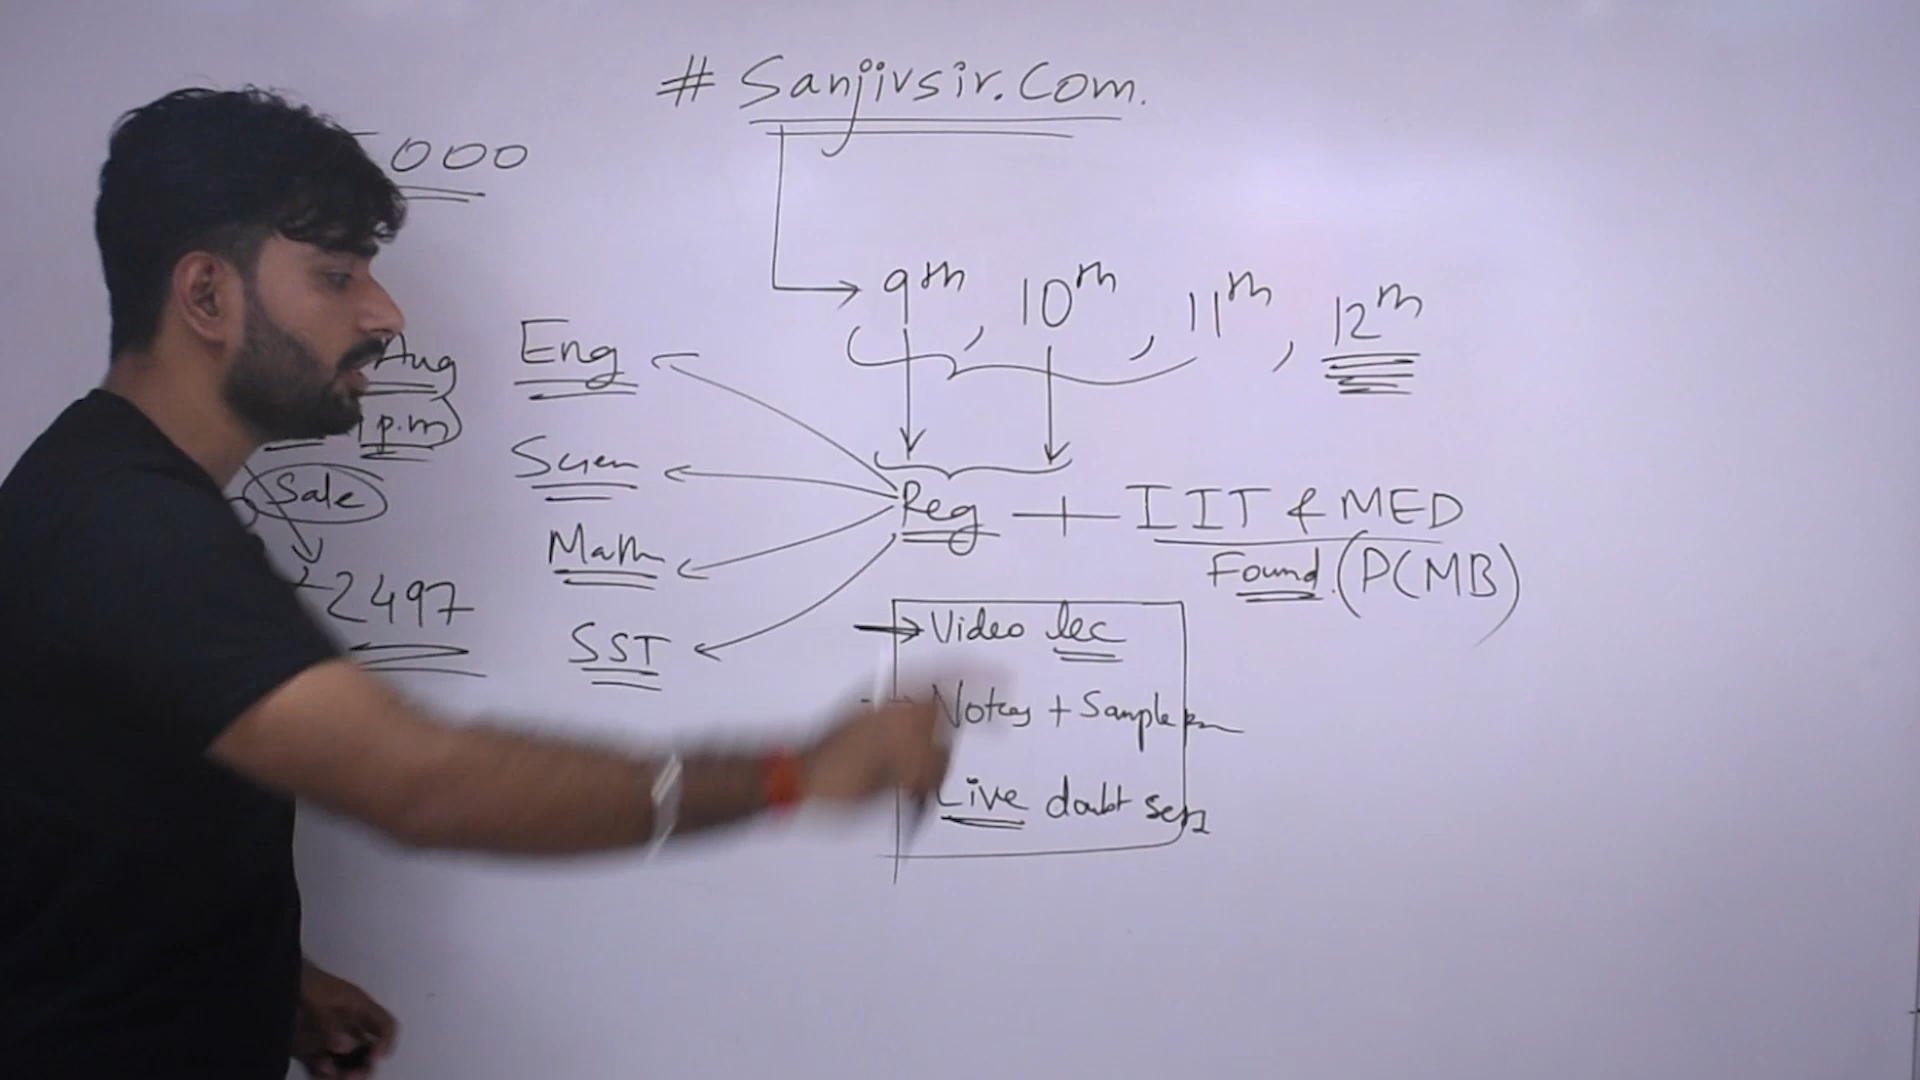 # Sanjivsir.Com.
000
9th, 10th, 11th, 12th
Aug
p.m
Sale
2497
Eng
Scien
Math
SST
Reg + IIT & MED
Found. (PCMB)
→ Video lec
Notes + Sample
Live doubt